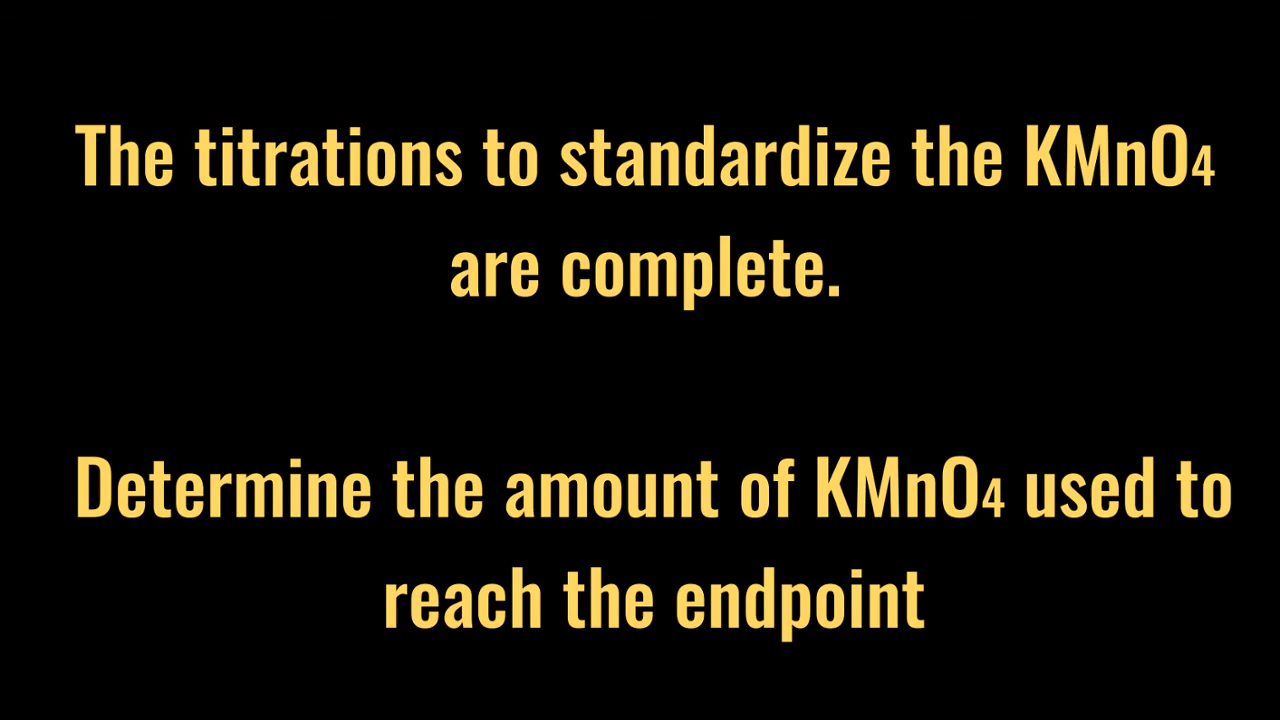 The titrations to standardize the KMnO4
are complete.
Determine the amount of KMnO4 used to
reach the endpoint